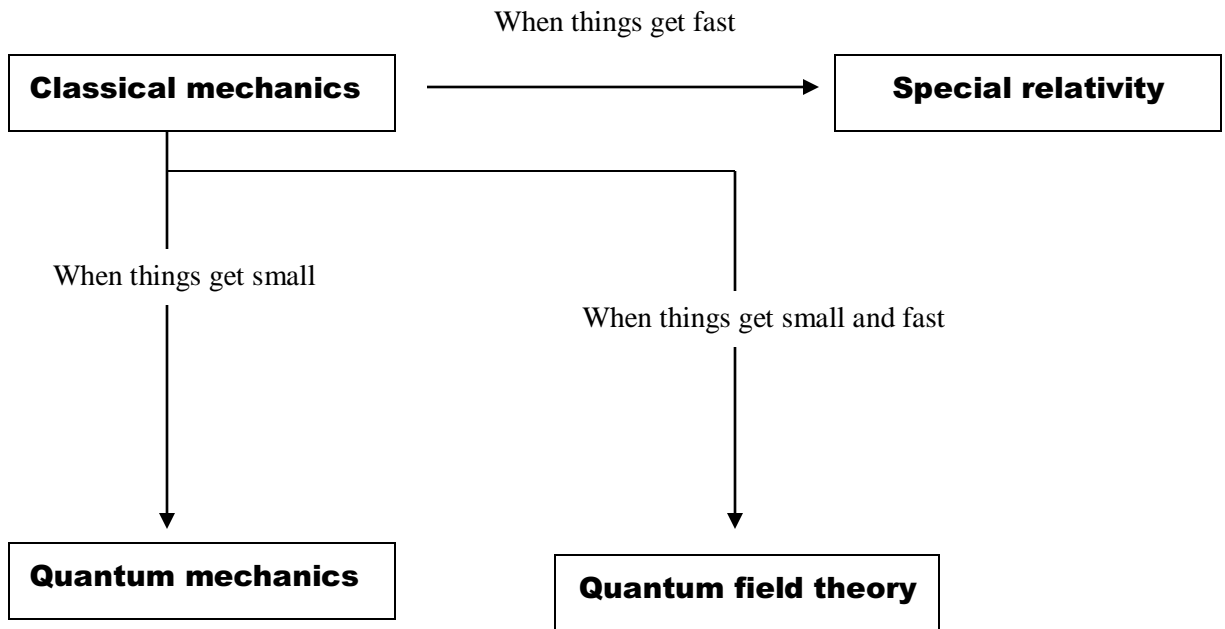 When things get fast
Classical mechanics
Special relativity
When things get small
When things get small and fast
Quantum mechanics
Quantum field theory